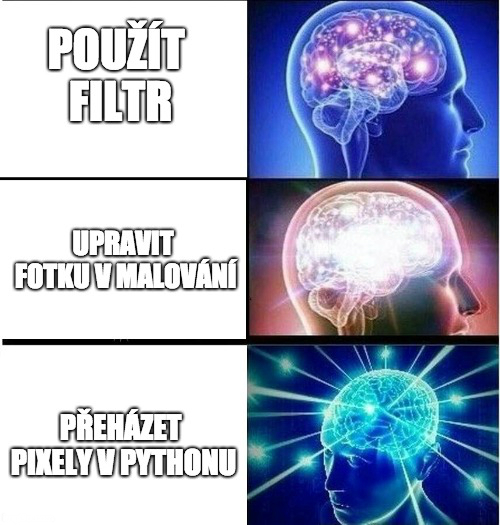 POUŽÍT
FILTR
UPRAVIT
FOTKU V MALOVÁNÍ
PŘEHÁZET
PIXELY V PYTHONU